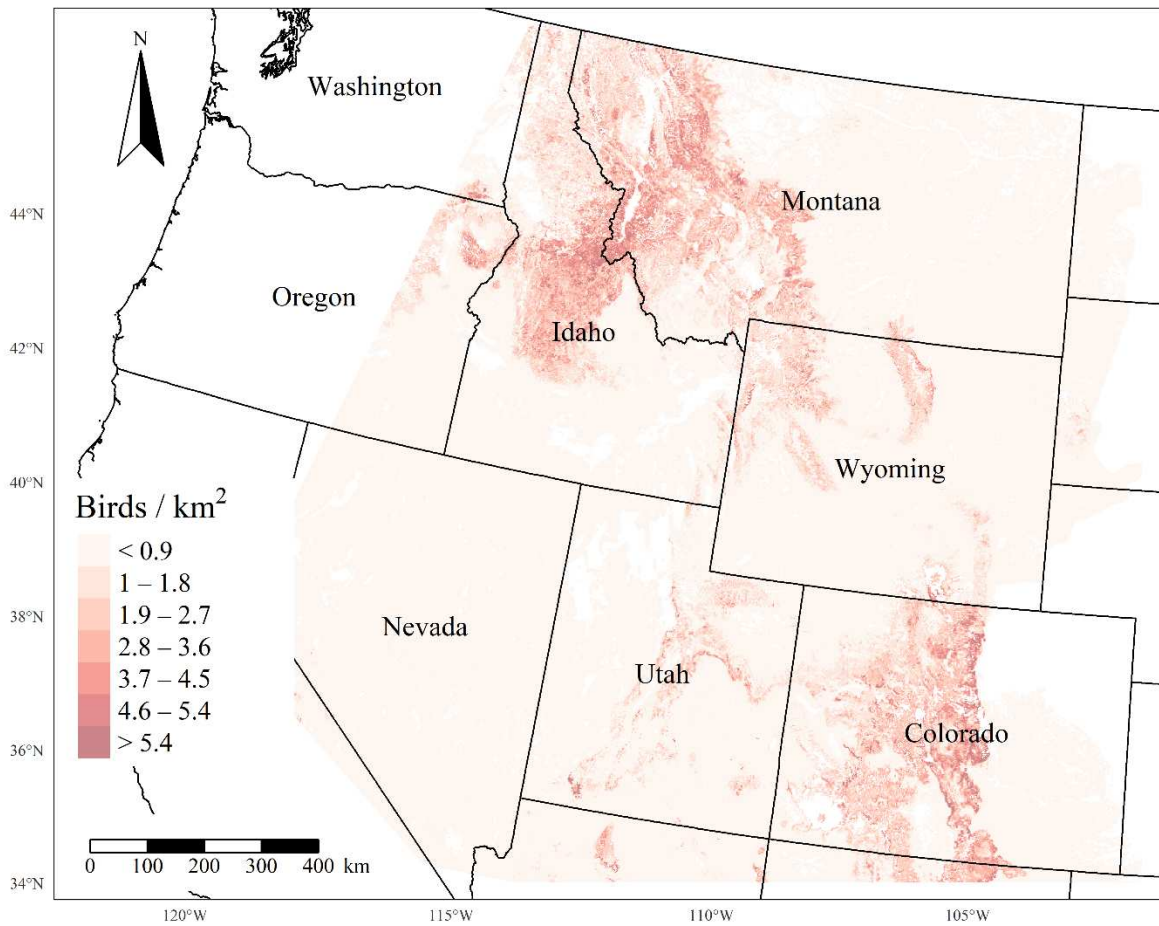 N
Washington
Montana
44°N
Oregon
Idaho
42°N
Wyoming
40°N
Birds / km²
< 0.9
1 – 1.8
1.9 – 2.7
2.8 – 3.6
3.7 – 4.5
4.6 – 5.4
> 5.4
38°N
Nevada
Utah
36°N
Colorado
0 100 200 300 400 km
34°N
120°W 115°W 110°W 105°W